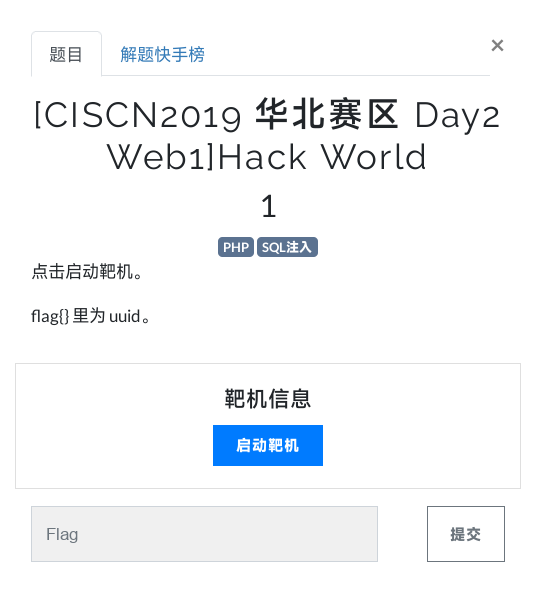 题目 解题快手榜 ×
[CISCN2019 华北赛区 Day2
Web1]Hack World
1
PHP SQL注入
点击启动靶机。
flag{} 里为 uuid。
靶机信息
启动靶机
Flag 提交